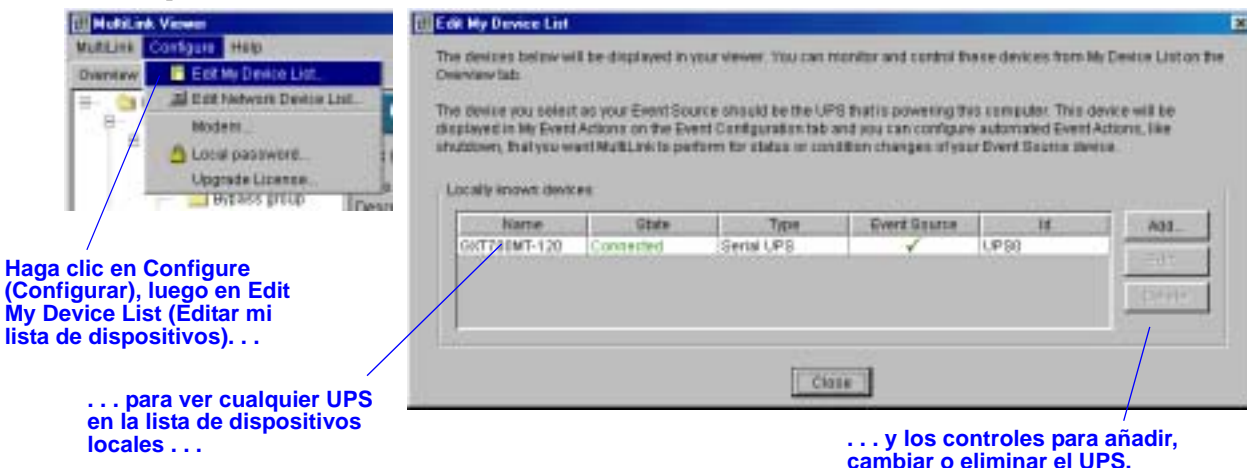 MultiLink Viewer
MultiLink Configure Help
Overview
Edit My Device List...
Edit Network Device List...
Modem...
Local password...
Upgrade License...
Bypass group
Edit My Device List
The devices below will be displayed in your viewer. You can monitor and control these devices from My Device List on the
Overview tab.
The device you select as your Event Source should be the UPS that is powering this computer. This device will be
displayed in My Event Actions on the Event Configuration tab and you can configure automated Event Actions, like
shutdown, that you want MultiLink to perform for status or condition changes of your Event Source device.
Locally known devices
Name State Type Event Source Id
Connected Serial UPS ✓ UPS0
Add...
Edit...
Delete
Close
Haga clic en Configure
(Configurar), luego en Edit
My Device List (Editar mi
lista de dispositivos). . .
. . . para ver cualquier UPS
en la lista de dispositivos
locales . . .
. . . y los controles para añadir,
cambiar o eliminar el UPS.